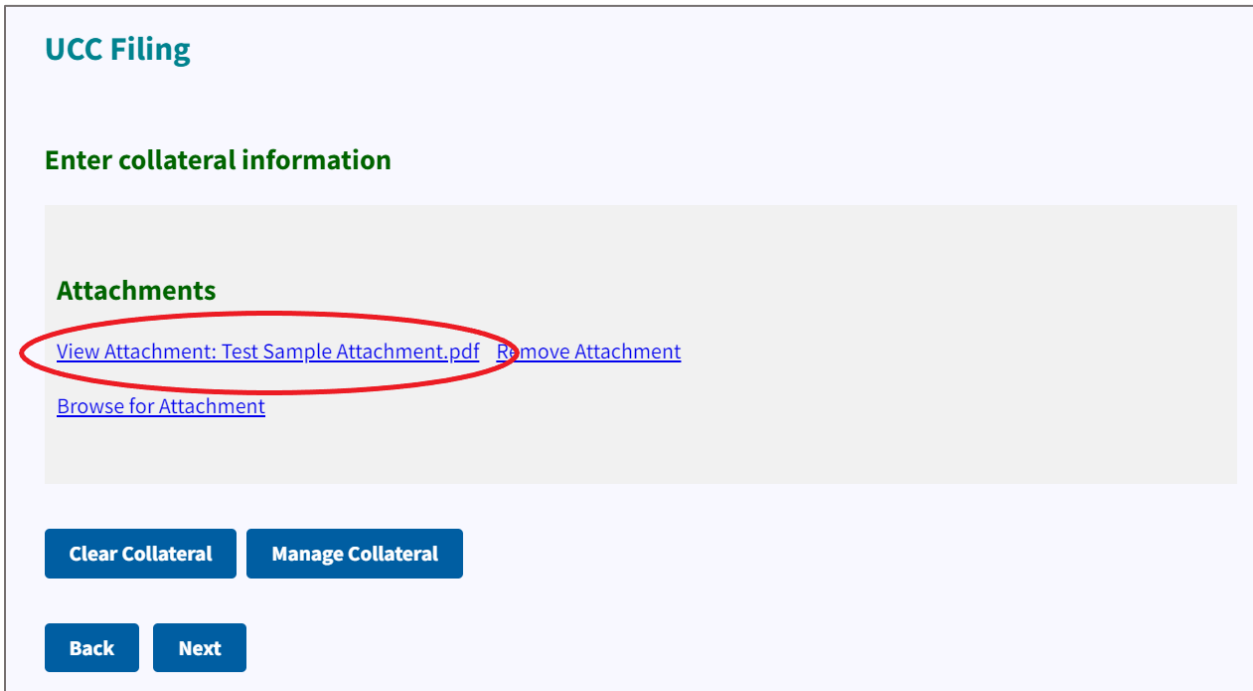 UCC Filing
Enter collateral information
Attachments
View Attachment: Test Sample Attachment.pdf Remove Attachment
Browse for Attachment
Clear Collateral Manage Collateral
Back Next